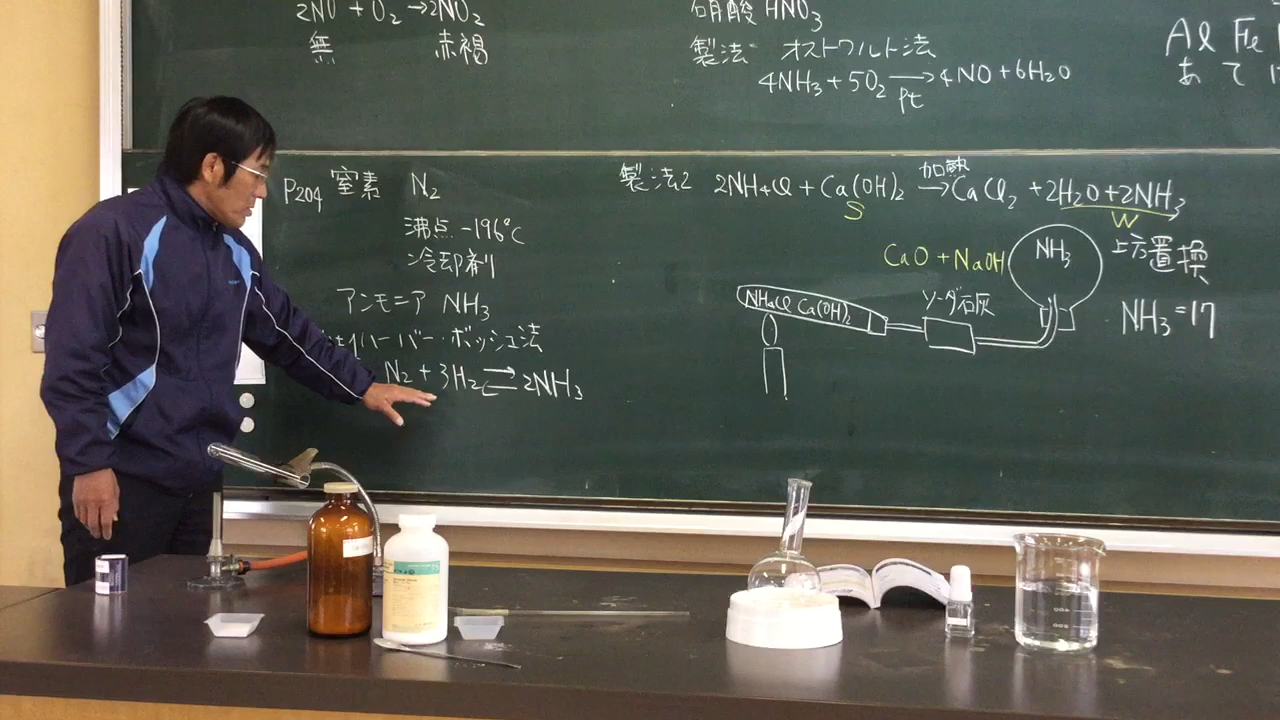 2NO + O₂ → 2NO₂
無 赤褐
硝酸 HNO₃
製法 オストワルト法
4NH₃ + 5O₂ → 4NO + 6H₂O
Pt
Al Fe
あ て
P204 窒素 N₂
沸点 -196℃
冷却剤
アンモニア NH₃
ハーバー・ボッシュ法
N₂ + 3H₂ ⇄ 2NH₃
製法2 2NH₄Cl + Ca(OH)₂ 加熱 → CaCl₂ + 2H₂O + 2NH₃
S W
CaO + NaOH
NH₃
上方置換
NH₄Cl Ca(OH)₂
ソーダ石灰
NH₃ = 17